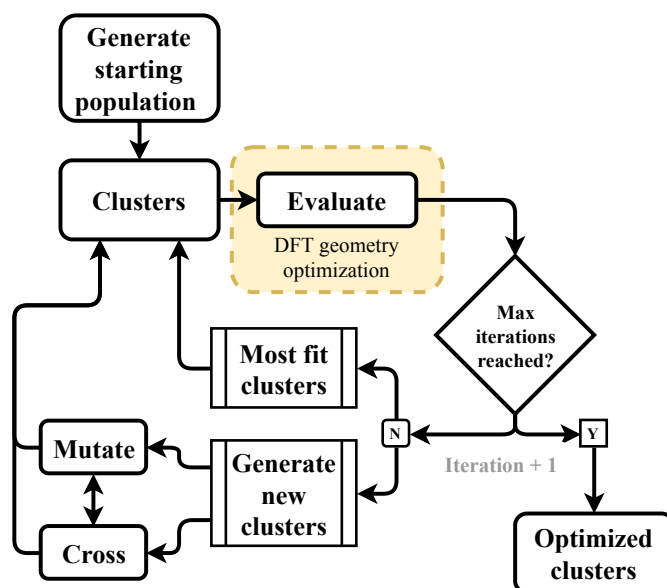 Generate
starting
population
Clusters
Evaluate
DFT geometry
optimization
Max
iterations
reached?
Most fit
clusters
N
Y
Iteration + 1
Mutate
Generate
new
clusters
Cross
Optimized
clusters